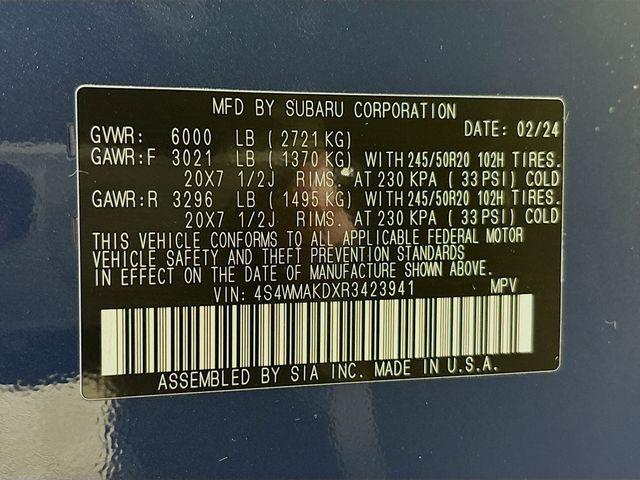 MFD BY SUBARU CORPORATION
GVWR: 6000 LB ( 2721 KG) DATE: 02/24
GAWR:F 3021 LB ( 1370 KG) WITH 245/50R20 102H TIRES.
20X7 1/2J RIMS. AT 230 KPA ( 33 PSI) COLD
GAWR:R 3296 LB ( 1495 KG) WITH 245/50R20 102H TIRES.
20X7 1/2J RIMS. AT 230 KPA ( 33 PSI) COLD
THIS VEHICLE CONFORMS TO ALL APPLICABLE FEDERAL MOTOR
VEHICLE SAFETY AND THEFT PREVENTION STANDARDS
IN EFFECT ON THE DATE OF MANUFACTURE SHOWN ABOVE.
VIN: 4S4WMAKDXR3423941 MPV
ASSEMBLED BY SIA INC. MADE IN U.S.A.